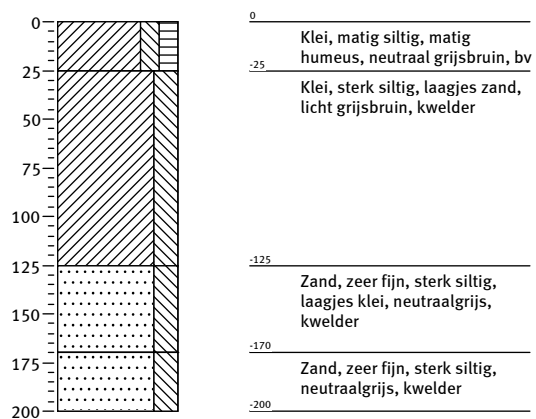 0
25
50
75
100
125
150
175
200
0
Klei, matig siltig, matig
humeus, neutraal grijsbruin, bv
-25
Klei, sterk siltig, laagjes zand,
licht grijsbruin, kwelder
-125
Zand, zeer fijn, sterk siltig,
laagjes klei, neutraalgrijs,
kwelder
-170
Zand, zeer fijn, sterk siltig,
neutraalgrijs, kwelder
-200